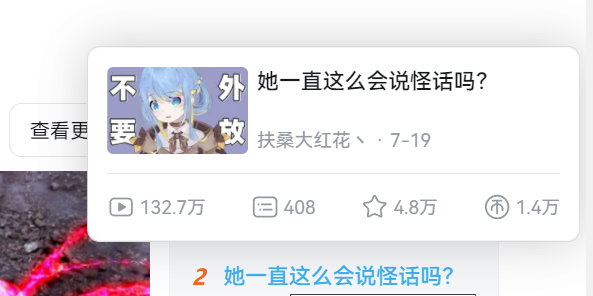 不 外
要 放
她一直这么会说怪话吗？
扶桑大红花丶 · 7-19
查看更
132.7万 408 4.8万 1.4万
2 她一直这么会说怪话吗？